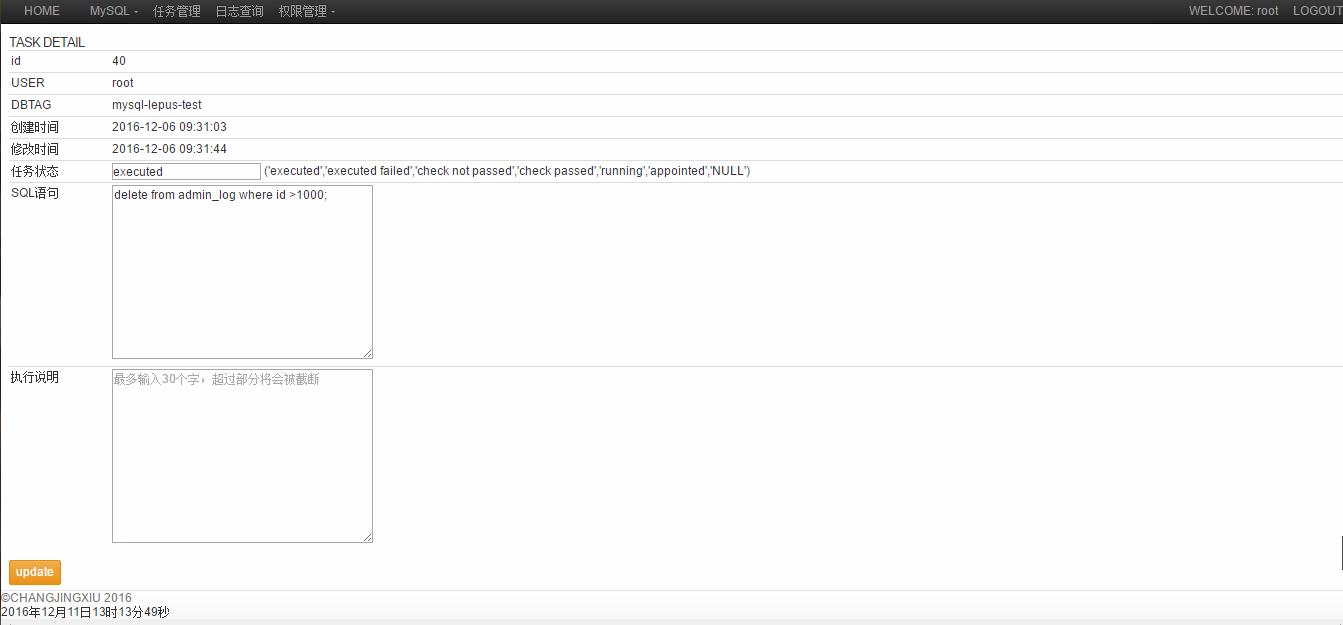 HOME MySQL 任务管理 日志查询 权限管理 WELCOME: root LOGOUT
TASK DETAIL
id 40
USER root
DBTAG mysql-lepus-test
创建时间 2016-12-06 09:31:03
修改时间 2016-12-06 09:31:44
任务状态 executed ('executed','executed failed','check not passed','check passed','running','appointed','NULL')
SQL语句 delete from admin_log where id >1000;
执行说明 最多输入30个字，超过部分将会被截断
update
©CHANGJINGXIU 2016
2016年12月11日13时13分49秒